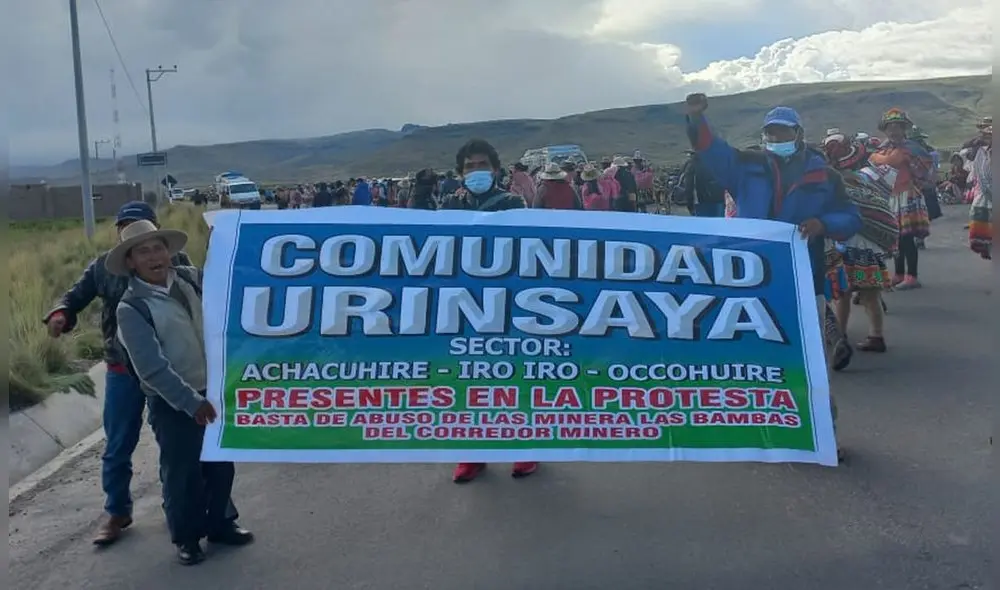 COMUNIDAD
URINSAYA
SECTOR:
ACHACUHIRE - IRO IRO - OCCOHUIRE
PRESENTES EN LA PROTESTA
BASTA DE ABUSO DE LAS MINERA LAS BAMBAS
DEL CORREDOR MINERO